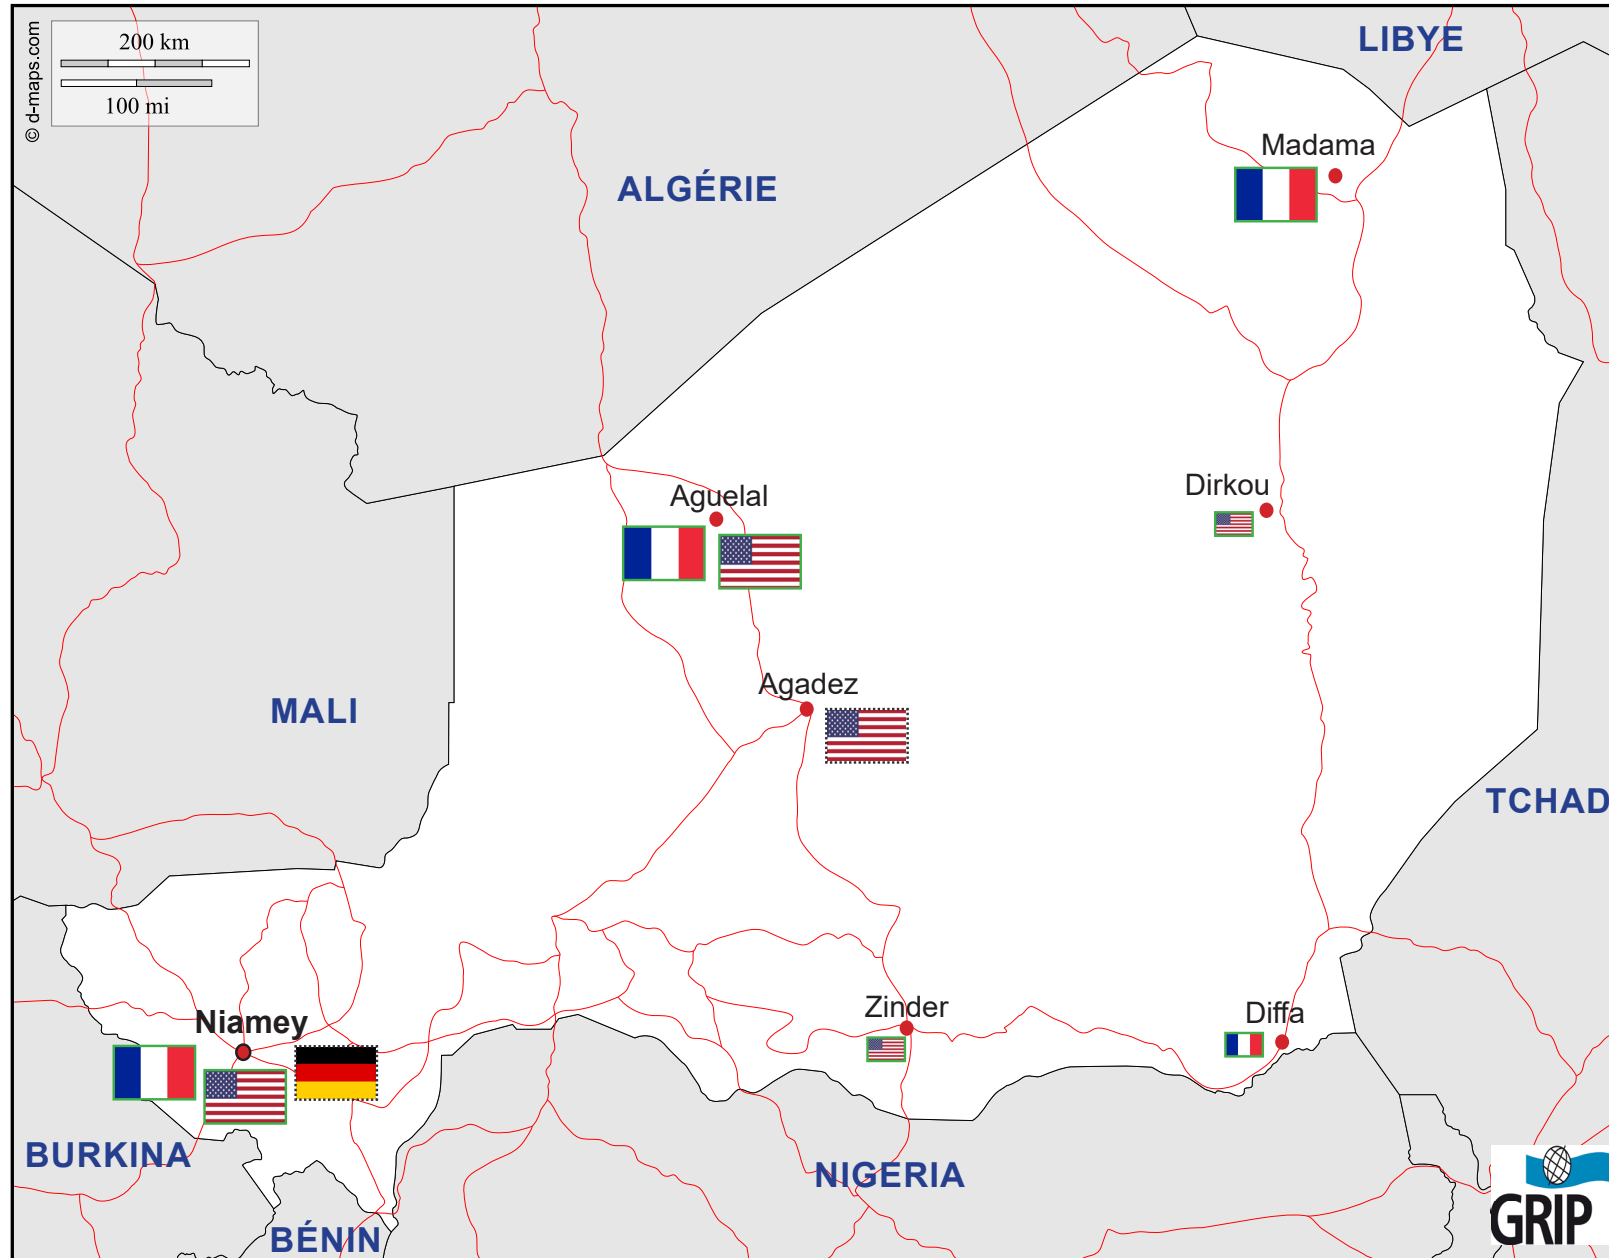 © d-maps.com
200 km
100 mi
LIBYE
Madama
ALGÉRIE
Dirkou
Aguelal
Agadez
MALI
TCHAD
Zinder
Diffa
Niamey
BURKINA
NIGERIA
BÉNIN
GRIP